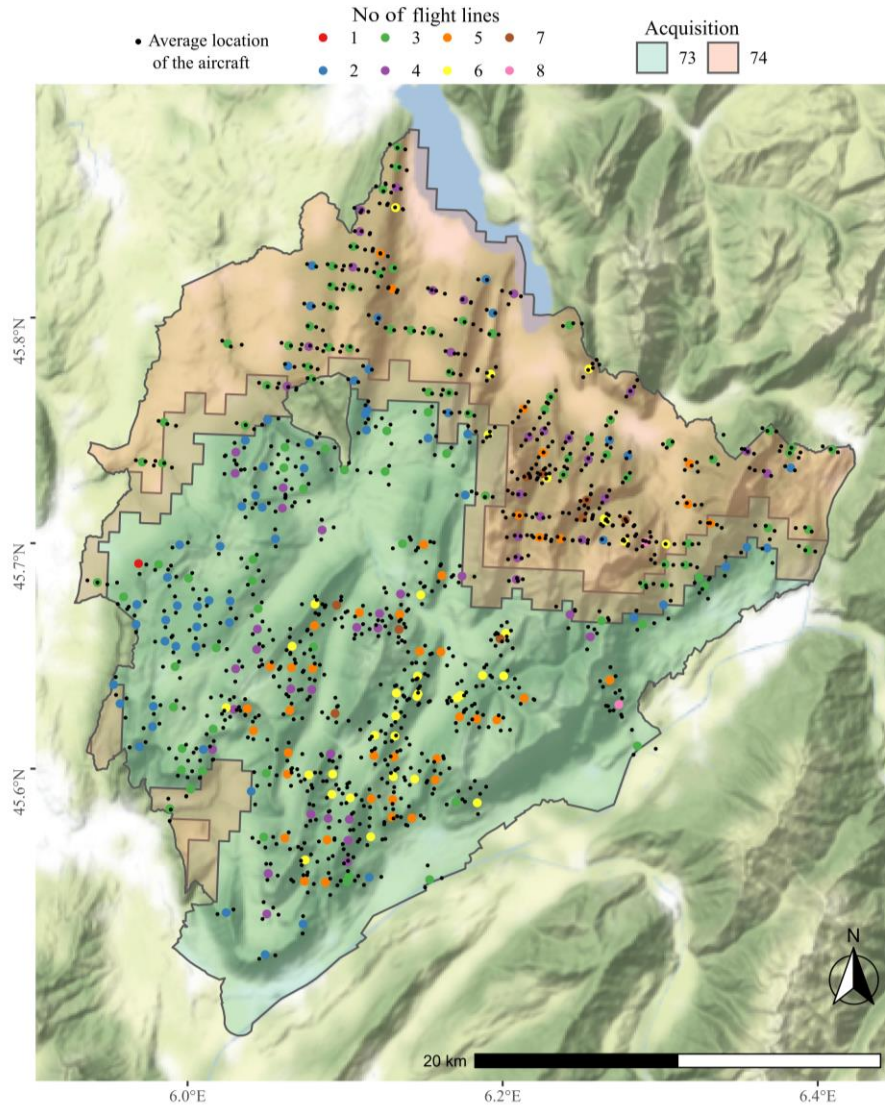 No of flight lines
Average location
of the aircraft
1 3 5 7
2 4 6 8
Acquisition
73 74
45.8°N
45.7°N
45.6°N
N
20 km
6.0°E 6.2°E 6.4°E